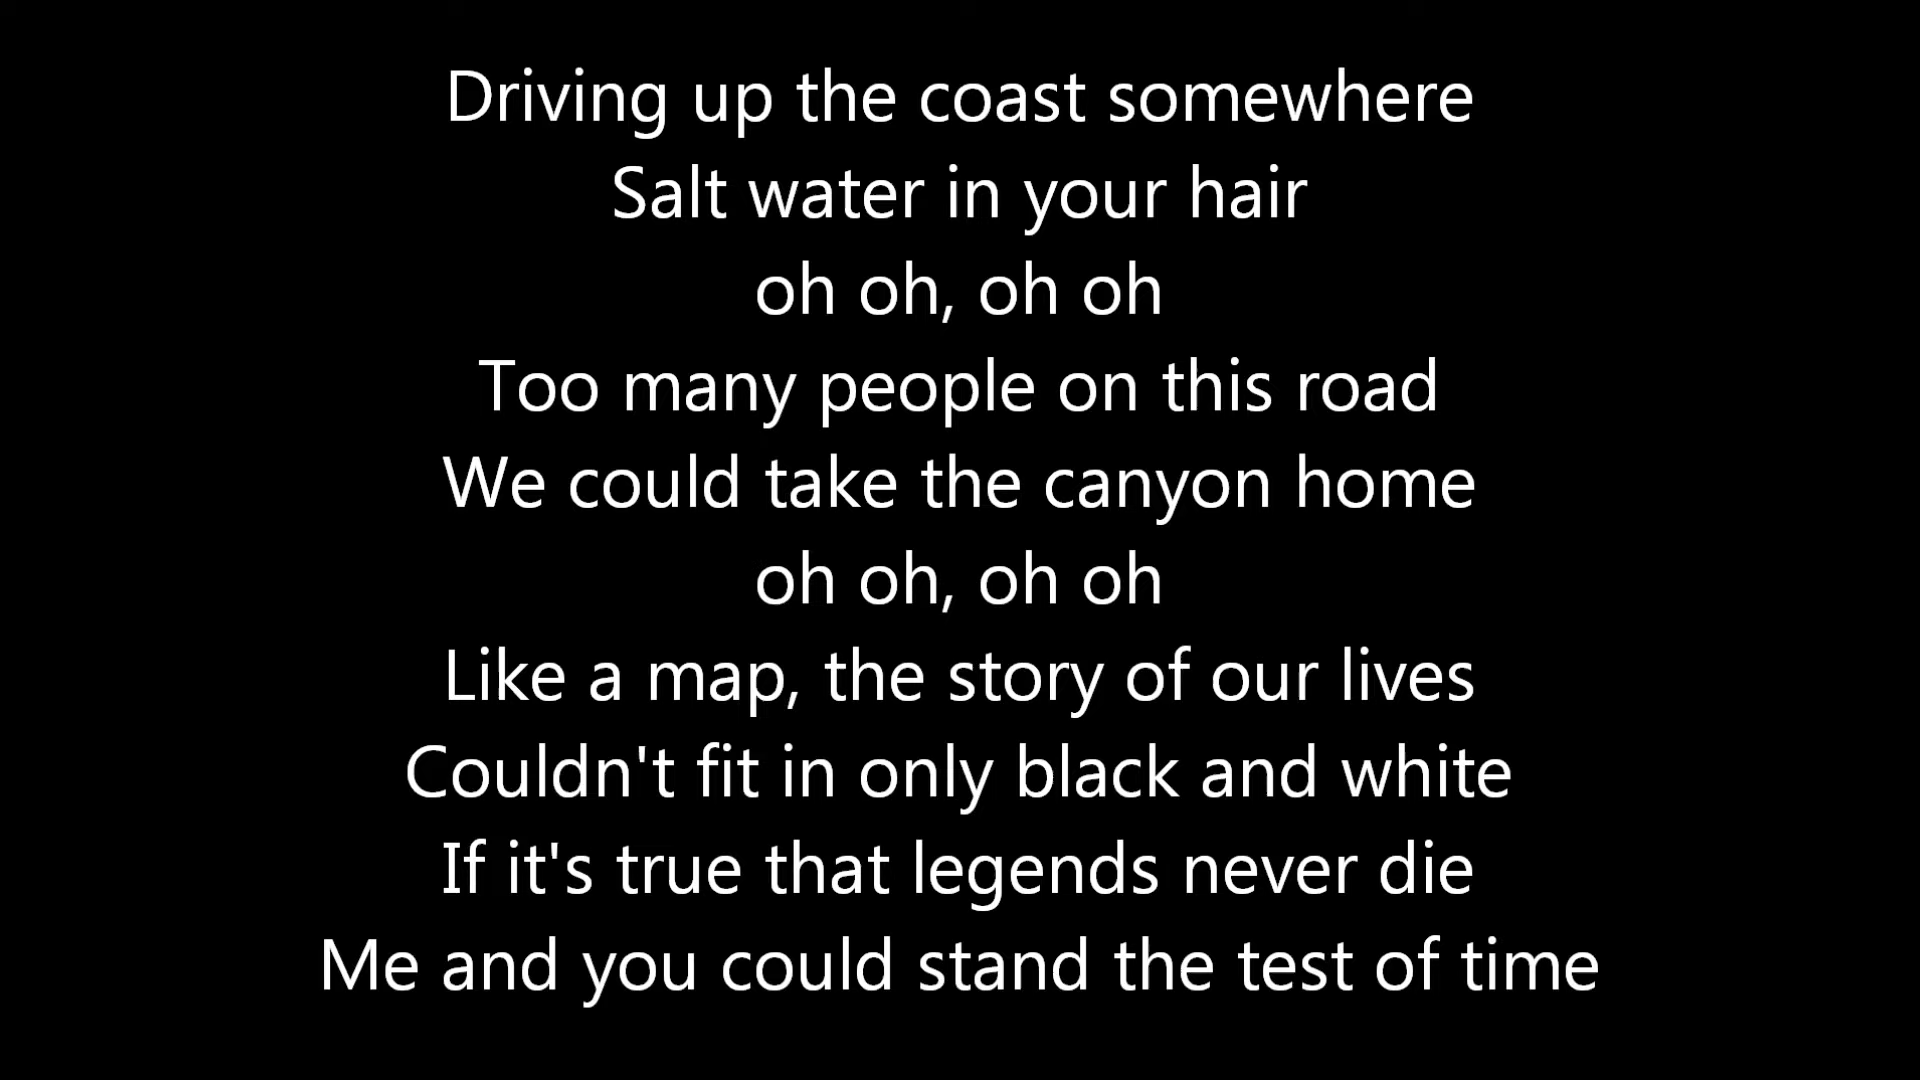 Driving up the coast somewhere
Salt water in your hair
oh oh, oh oh
Too many people on this road
We could take the canyon home
oh oh, oh oh
Like a map, the story of our lives
Couldn't fit in only black and white
If it's true that legends never die
Me and you could stand the test of time